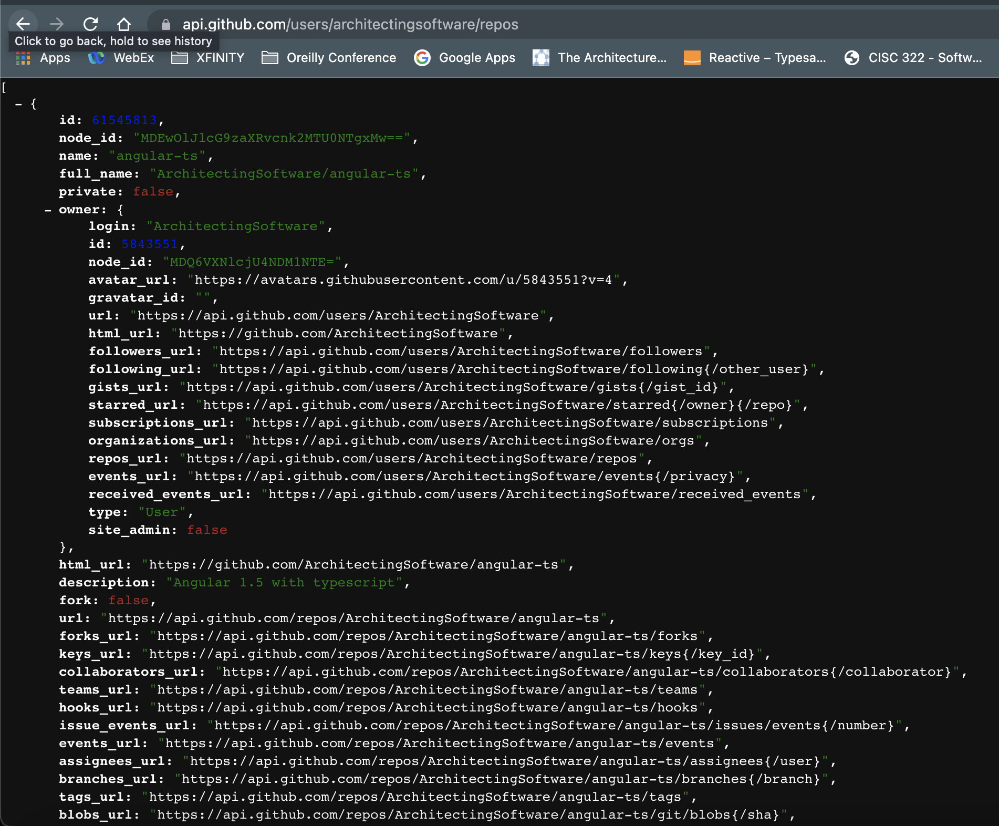 api.github.com/users/architectingsoftware/repos
Click to go back, hold to see history
Apps WebEx XFINITY Oreilly Conference Google Apps The Architecture... Reactive – Typesa... CISC 322 - Softw...
[
- {
id: 61545813,
node_id: "MDEwOlJlcG9zaXRvcnk2MTU0NTgxMw==",
name: "angular-ts",
full_name: "ArchitectingSoftware/angular-ts",
private: false,
- owner: {
login: "ArchitectingSoftware",
id: 5843551,
node_id: "MDQ6VXNlcjU4NDM1NTE=",
avatar_url: "https://avatars.githubusercontent.com/u/5843551?v=4",
gravatar_id: "",
url: "https://api.github.com/users/ArchitectingSoftware",
html_url: "https://github.com/ArchitectingSoftware",
followers_url: "https://api.github.com/users/ArchitectingSoftware/followers",
following_url: "https://api.github.com/users/ArchitectingSoftware/following{/other_user}",
gists_url: "https://api.github.com/users/ArchitectingSoftware/gists{/gist_id}",
starred_url: "https://api.github.com/users/ArchitectingSoftware/starred{/owner}{/repo}",
subscriptions_url: "https://api.github.com/users/ArchitectingSoftware/subscriptions",
organizations_url: "https://api.github.com/users/ArchitectingSoftware/orgs",
repos_url: "https://api.github.com/users/ArchitectingSoftware/repos",
events_url: "https://api.github.com/users/ArchitectingSoftware/events{/privacy}",
received_events_url: "https://api.github.com/users/ArchitectingSoftware/received_events",
type: "User",
site_admin: false
},
html_url: "https://github.com/ArchitectingSoftware/angular-ts",
description: "Angular 1.5 with typescript",
fork: false,
url: "https://api.github.com/repos/ArchitectingSoftware/angular-ts",
forks_url: "https://api.github.com/repos/ArchitectingSoftware/angular-ts/forks",
keys_url: "https://api.github.com/repos/ArchitectingSoftware/angular-ts/keys{/key_id}",
collaborators_url: "https://api.github.com/repos/ArchitectingSoftware/angular-ts/collaborators{/collaborator}",
teams_url: "https://api.github.com/repos/ArchitectingSoftware/angular-ts/teams",
hooks_url: "https://api.github.com/repos/ArchitectingSoftware/angular-ts/hooks",
issue_events_url: "https://api.github.com/repos/ArchitectingSoftware/angular-ts/issues/events{/number}",
events_url: "https://api.github.com/repos/ArchitectingSoftware/angular-ts/events",
assignees_url: "https://api.github.com/repos/ArchitectingSoftware/angular-ts/assignees{/user}",
branches_url: "https://api.github.com/repos/ArchitectingSoftware/angular-ts/branches{/branch}",
tags_url: "https://api.github.com/repos/ArchitectingSoftware/angular-ts/tags",
blobs_url: "https://api.github.com/repos/ArchitectingSoftware/angular-ts/git/blobs{/sha}",